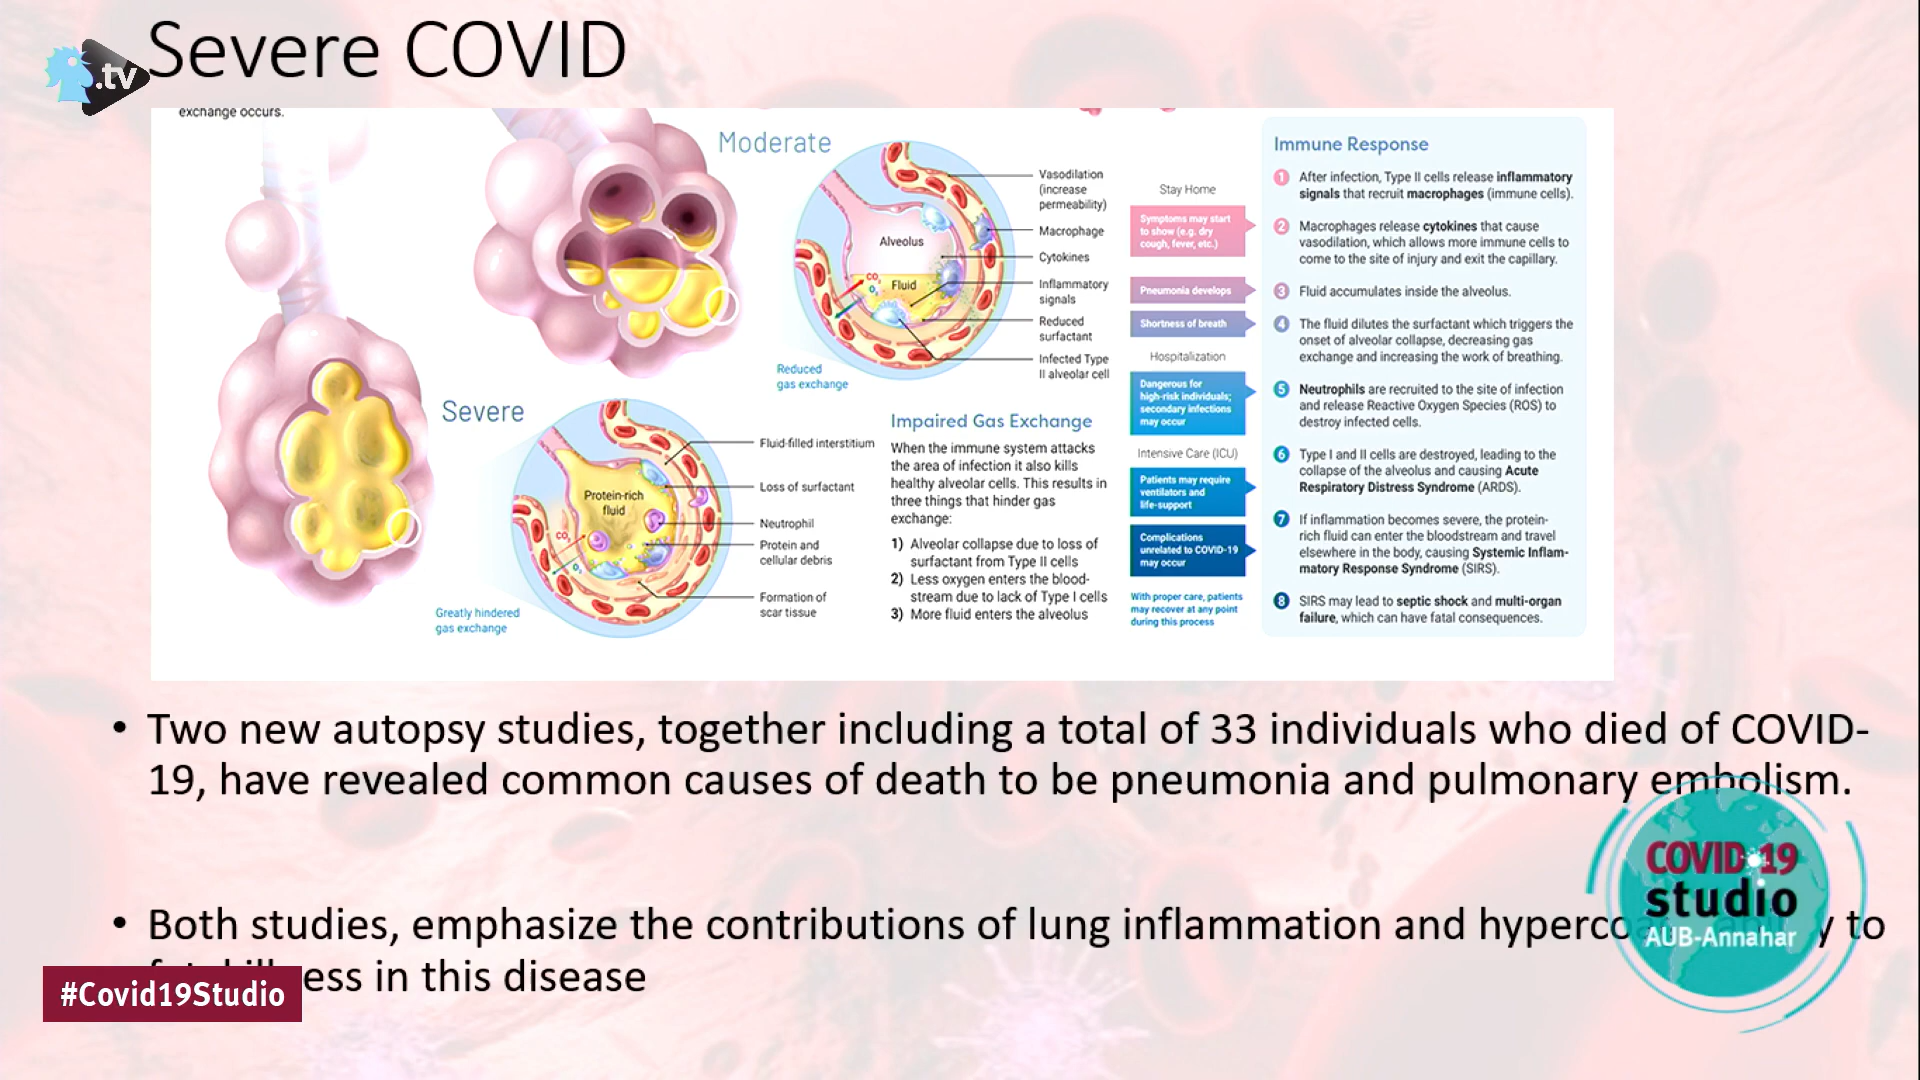 Severe COVID
.tv
exchange occurs.
Moderate
Alveolus
Fluid
CO2
O2
Vasodilation
(increase
permeability)
Macrophage
Cytokines
Inflammatory
signals
Reduced
surfactant
Infected Type
II alveolar cell
Reduced
gas exchange
Severe
Protein-rich
fluid
CO2
O2
Fluid-filled interstitium
Loss of surfactant
Neutrophil
Protein and
cellular debris
Formation of
scar tissue
Greatly hindered
gas exchange
Impaired Gas Exchange
When the immune system attacks
the area of infection it also kills
healthy alveolar cells. This results in
three things that hinder gas
exchange:
1) Alveolar collapse due to loss of
surfactant from Type II cells
2) Less oxygen enters the blood-
stream due to lack of Type I cells
3) More fluid enters the alveolus
Stay Home
Symptoms may start
to show (e.g. dry
cough, fever, etc.)
Pneumonia develops
Shortness of breath
Hospitalization
Dangerous for
high-risk individuals;
secondary infections
may occur
Intensive Care (ICU)
Patients may require
ventilators and
life-support
Complications
unrelated to COVID-19
may occur
With proper care, patients
may recover at any point
during this process
Immune Response
1 After infection, Type II cells release inflammatory
signals that recruit macrophages (immune cells).
2 Macrophages release cytokines that cause
vasodilation, which allows more immune cells to
come to the site of injury and exit the capillary.
3 Fluid accumulates inside the alveolus.
4 The fluid dilutes the surfactant which triggers the
onset of alveolar collapse, decreasing gas
exchange and increasing the work of breathing.
5 Neutrophils are recruited to the site of infection
and release Reactive Oxygen Species (ROS) to
destroy infected cells.
6 Type I and II cells are destroyed, leading to the
collapse of the alveolus and causing Acute
Respiratory Distress Syndrome (ARDS).
7 If inflammation becomes severe, the protein-
rich fluid can enter the bloodstream and travel
elsewhere in the body, causing Systemic Inflam-
matory Response Syndrome (SIRS).
8 SIRS may lead to septic shock and multi-organ
failure, which can have fatal consequences.
• Two new autopsy studies, together including a total of 33 individuals who died of COVID-
19, have revealed common causes of death to be pneumonia and pulmonary embolism.
• Both studies, emphasize the contributions of lung inflammation and to
in this disease
#Covid19Studio
COVID 19
studio
AUB-Annahar